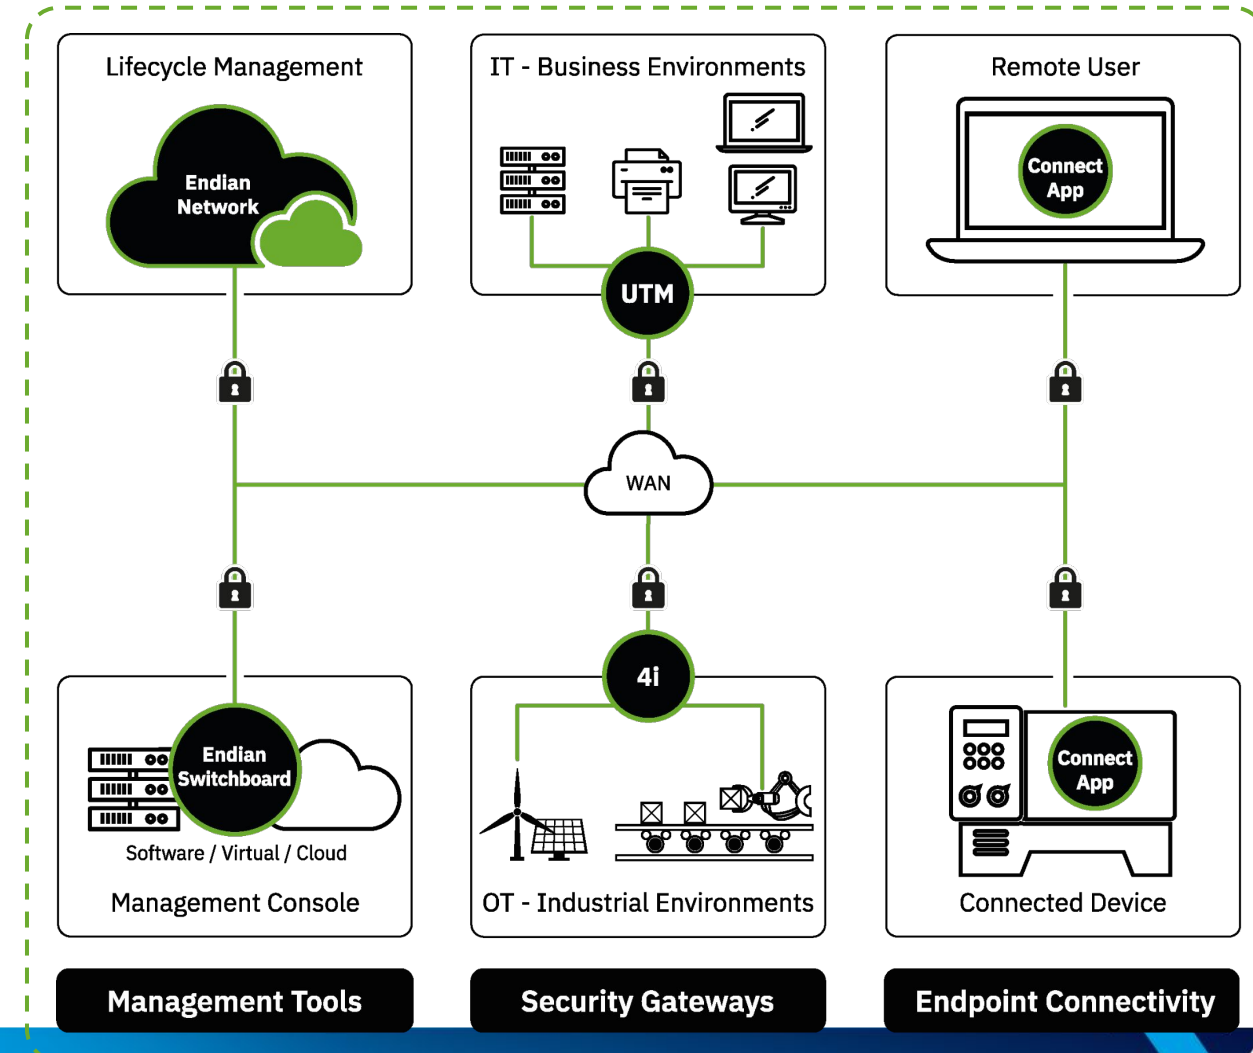 Lifecycle Management
Endian
Network
IT - Business Environments
UTM
Remote User
Connect
App
WAN
Endian
Switchboard
Software / Virtual / Cloud
Management Console
4i
OT - Industrial Environments
Connect
App
Connected Device
Management Tools
Security Gateways
Endpoint Connectivity